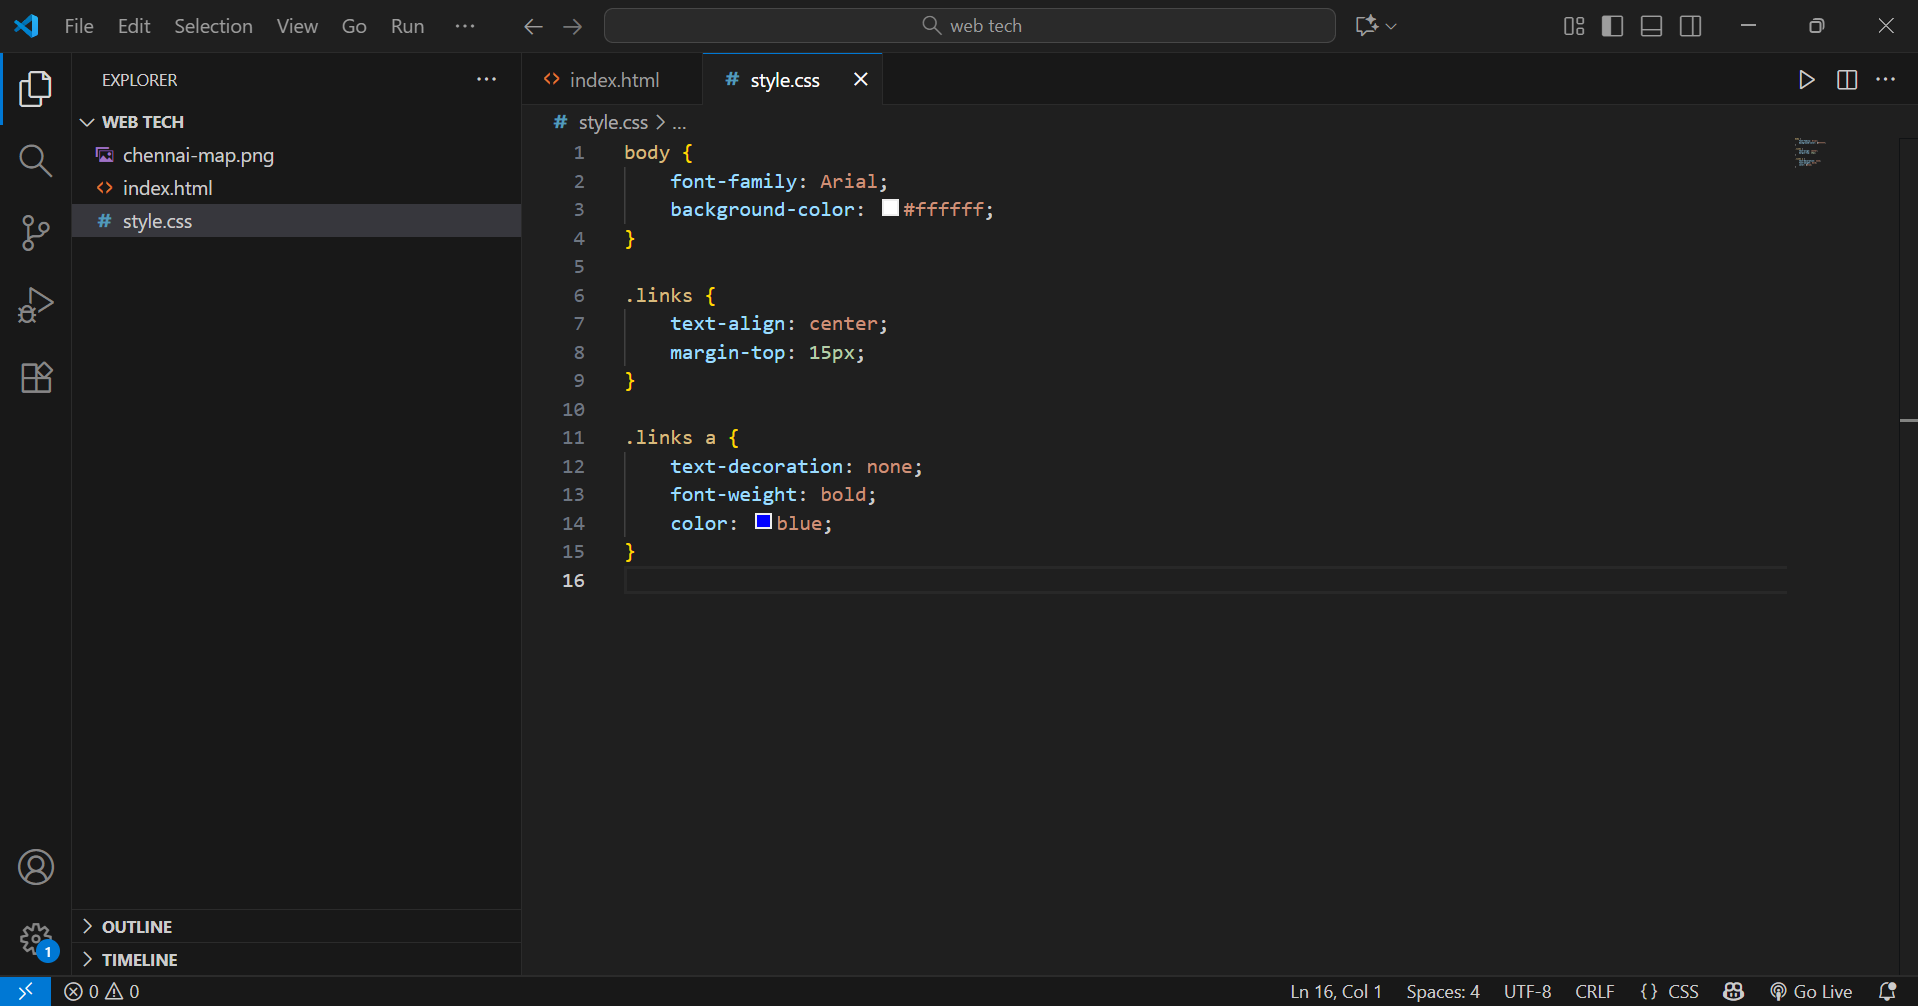 File Edit Selection View Go Run ···
web tech
EXPLORER
WEB TECH
chennai-map.png
index.html
style.css
index.html
style.css
style.css > ...
1 body {
2     font-family: Arial;
3     background-color: #ffffff;
4 }
5
6 .links {
7     text-align: center;
8     margin-top: 15px;
9 }
10
11 .links a {
12     text-decoration: none;
13     font-weight: bold;
14     color: blue;
15 }
16
OUTLINE
TIMELINE
1
0 0
Ln 16, Col 1 Spaces: 4 UTF-8 CRLF {} CSS Go Live